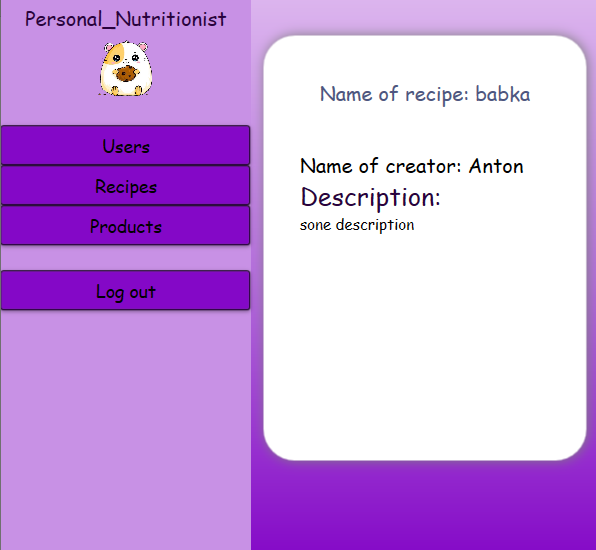 Personal_Nutritionist
Users
Recipes
Products
Log out
Name of recipe: babka
Name of creator: Anton
Description:
sone description